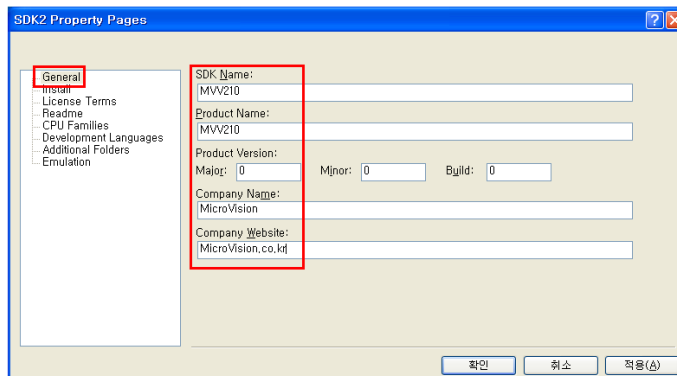 SDK2 Property Pages
General
Install
License Terms
Readme
CPU Families
Development Languages
Additional Folders
Emulation
SDK Name:
MVV210
Product Name:
MVV210
Product Version:
Major: 0 Minor: 0 Build: 0
Company Name:
MicroVision
Company Website:
MicroVision.co.kr
확인 취소 적용(A)